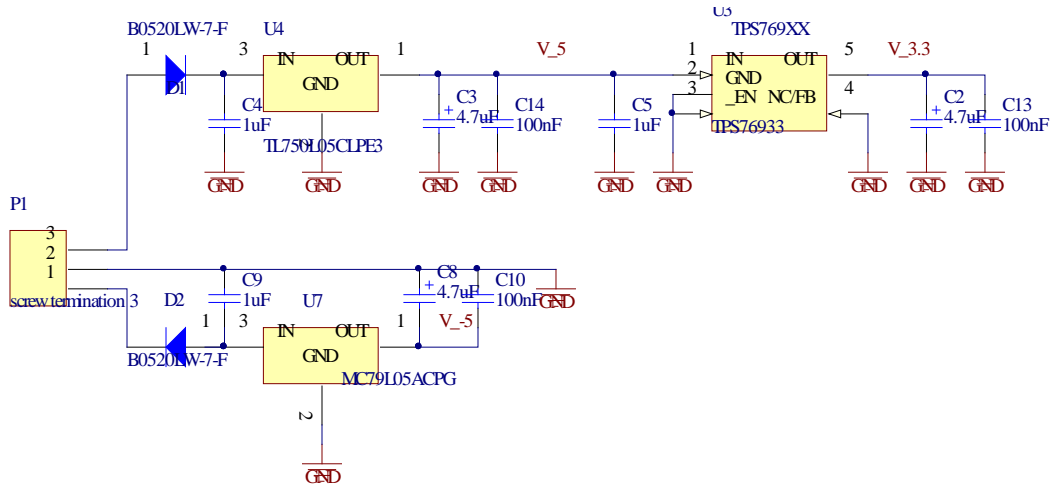 B0520LW-7-F
U4
U3
TPS769XX
1
3
IN
OUT
1
V_5
1
IN
OUT
5
V_3.3
GND
2
GND
D1
3
_EN
NC/FB
4
C4
1uF
C3
+
4.7uF
C14
100nF
C5
1uF
C2
+
4.7uF
C13
100nF
TPS76933
TL750L05CLPE3
2
GND
GND
GND
GND
GND
GND
GND
GND
GND
P1
3
2
1
screw termination 3
C9
1uF
C8
+
4.7uF
C10
100nF
GND
D2
U7
1
3
IN
OUT
1
V_-5
GND
B0520LW-7-F
MC79L05ACPG
2
GND